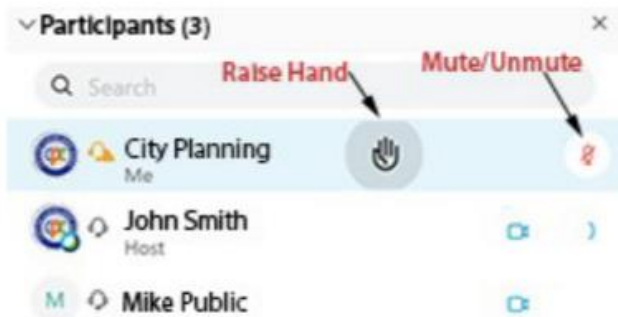 Participants (3)
Search
Raise Hand
Mute/Unmute
City Planning
Me
John Smith
Host
M
Mike Public